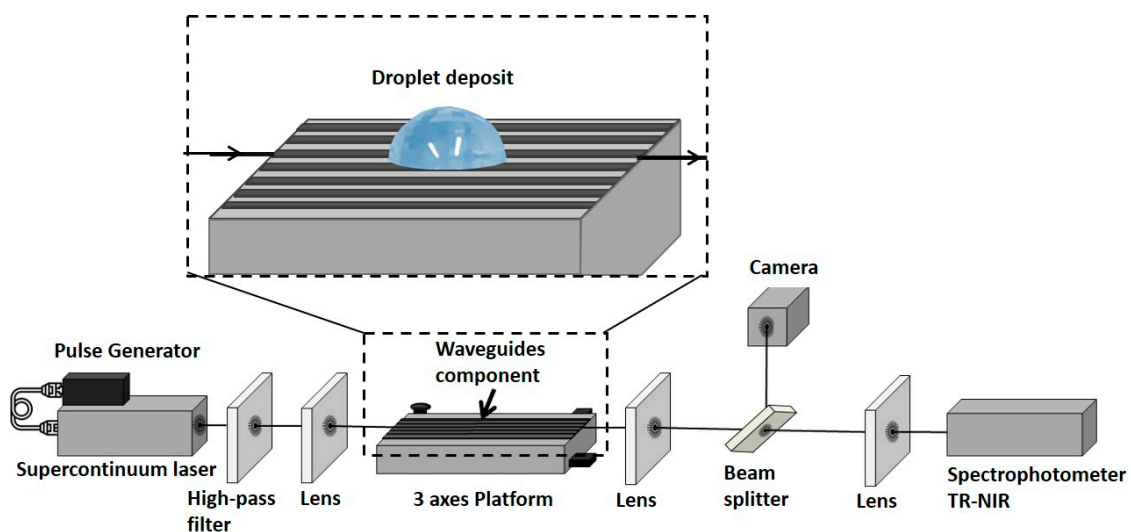 Droplet deposit
Camera
Pulse Generator
Waveguides
component
Supercontinuum laser
High-pass
filter
Lens
3 axes Platform
Lens
Beam
splitter
Lens
Spectrophotometer
TR-NIR